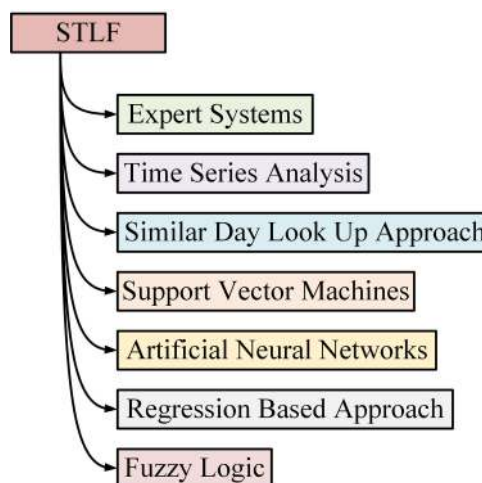 STLF
Expert Systems
Time Series Analysis
Similar Day Look Up Approach
Support Vector Machines
Artificial Neural Networks
Regression Based Approach
Fuzzy Logic